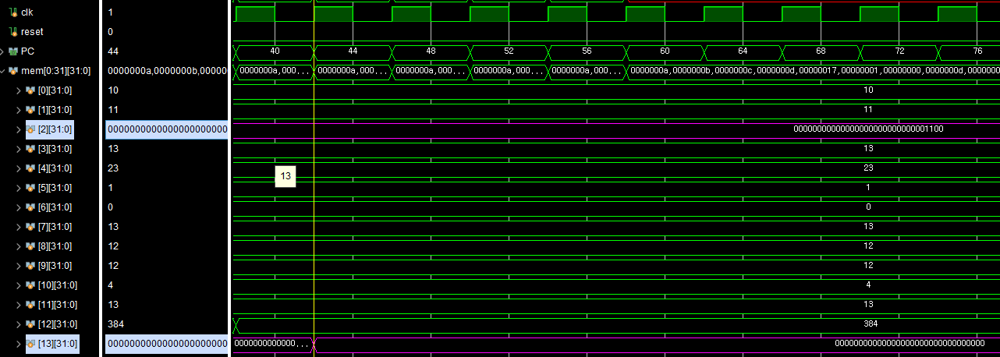 clk 1
reset 0
PC 44 40 44 48 52 56 60 64 68 72 76
mem[0:31][31:0] 0000000a,0000000b,000000 0000000a,000... 0000000a,000... 0000000a,000... 0000000a,000... 0000000a,000... 0000000a,0000000b,0000000c,0000000d,00000017,00000001,00000000,0000000d,0000000
[0][31:0] 10 10
[1][31:0] 11 11
[2][31:0] 00000000000000000000000 00000000000000000000000000001100
[3][31:0] 13 13
[4][31:0] 23 13 23
[5][31:0] 1 1
[6][31:0] 0 0
[7][31:0] 13 13
[8][31:0] 12 12
[9][31:0] 12 12
[10][31:0] 4 4
[11][31:0] 13 13
[12][31:0] 384 384
[13][31:0] 00000000000000000000000 0000000000000... 00000000000000000000000000000000